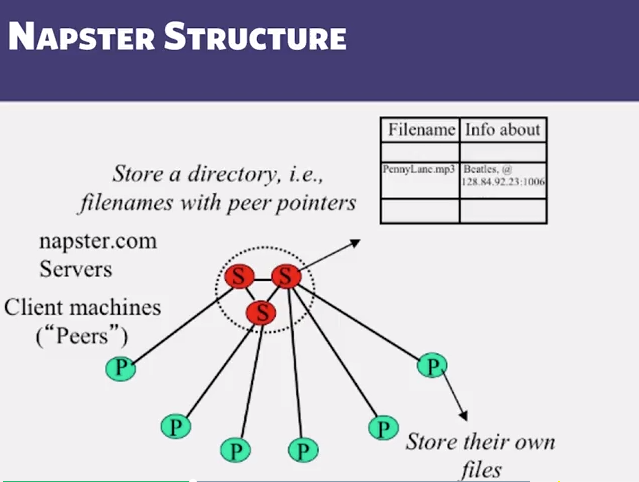 NAPSTER STRUCTURE
Filename Info about
PennyLane.mp3 Beatles, @
128.84.92.23:1006
Store a directory, i.e.,
filenames with peer pointers
napster.com
Servers
Client machines
("Peers")
S S
S
P P
P P
P P
Store their own
files